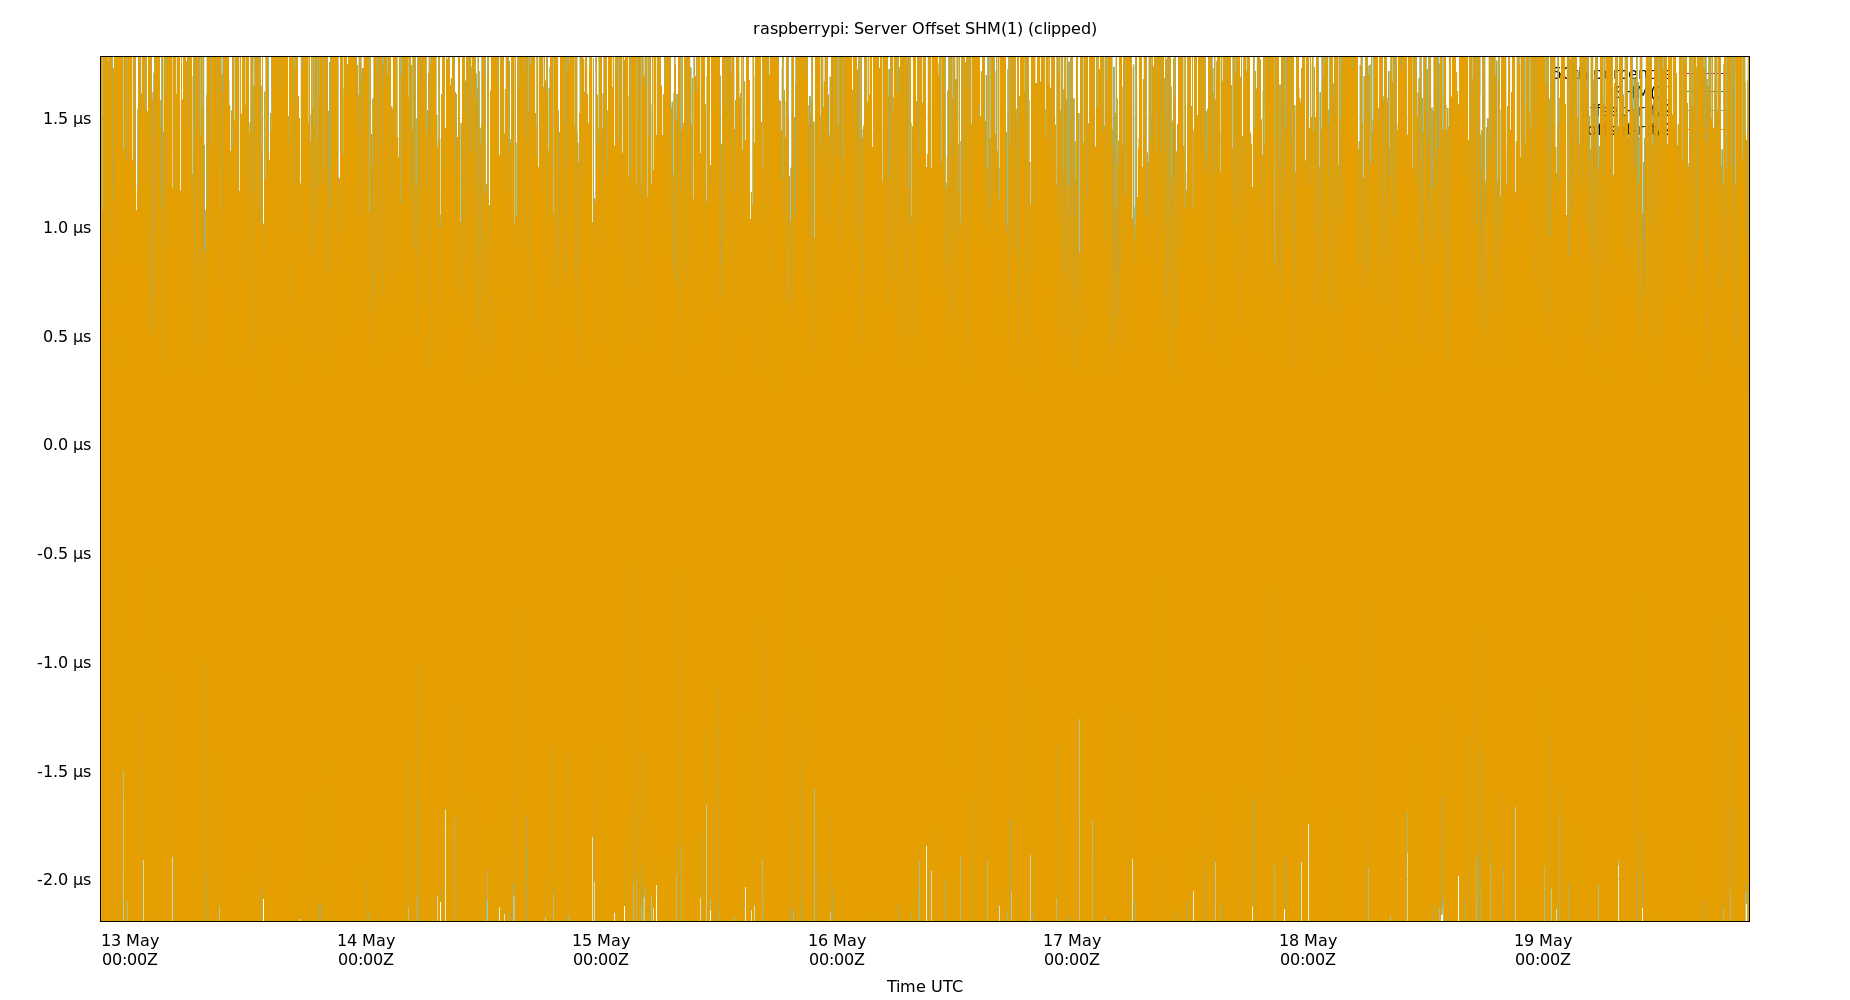 raspberrypi: Server Offset SHM(1) (clipped)
1.5 µs
1.0 µs
0.5 µs
0.0 µs
-0.5 µs
-1.0 µs
-1.5 µs
-2.0 µs
13 May 14 May 15 May 16 May 17 May 18 May 19 May
00:00Z 00:00Z 00:00Z 00:00Z 00:00Z 00:00Z 00:00Z
Time UTC